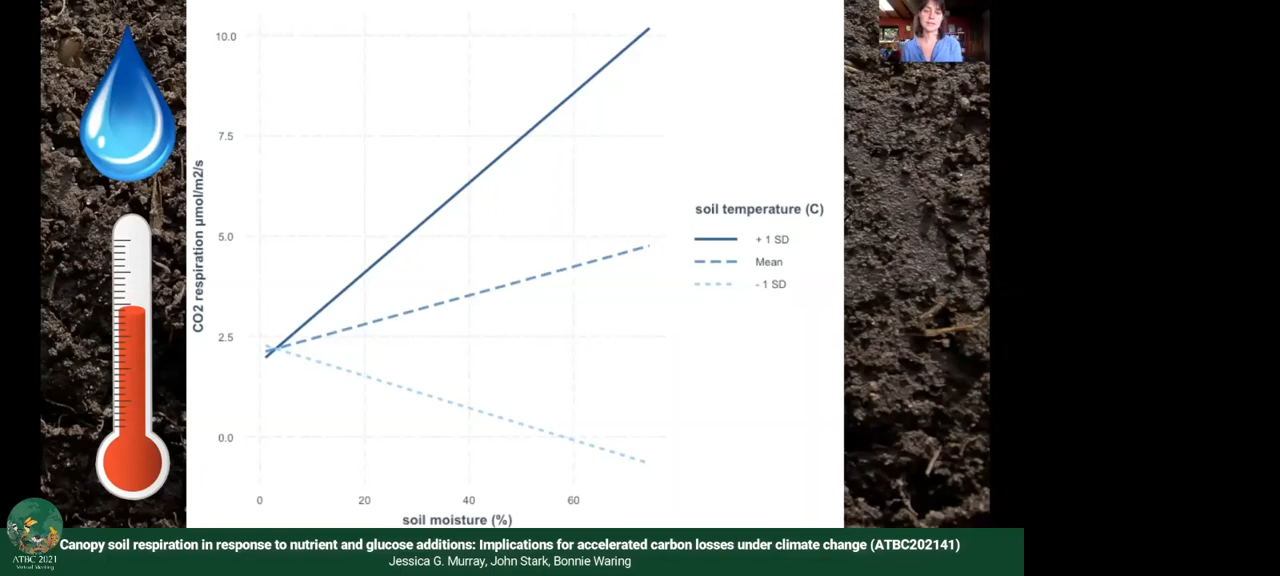 10.0
7.5
5.0
2.5
0.0
CO2 respiration µmol/m2/s
0 20 40 60
soil moisture (%)
soil temperature (C)
+ 1 SD
Mean
- 1 SD
ATBC 2021
Virtual Meeting
Canopy soil respiration in response to nutrient and glucose additions: Implications for accelerated carbon losses under climate change (ATBC202141)
Jessica G. Murray, John Stark, Bonnie Waring